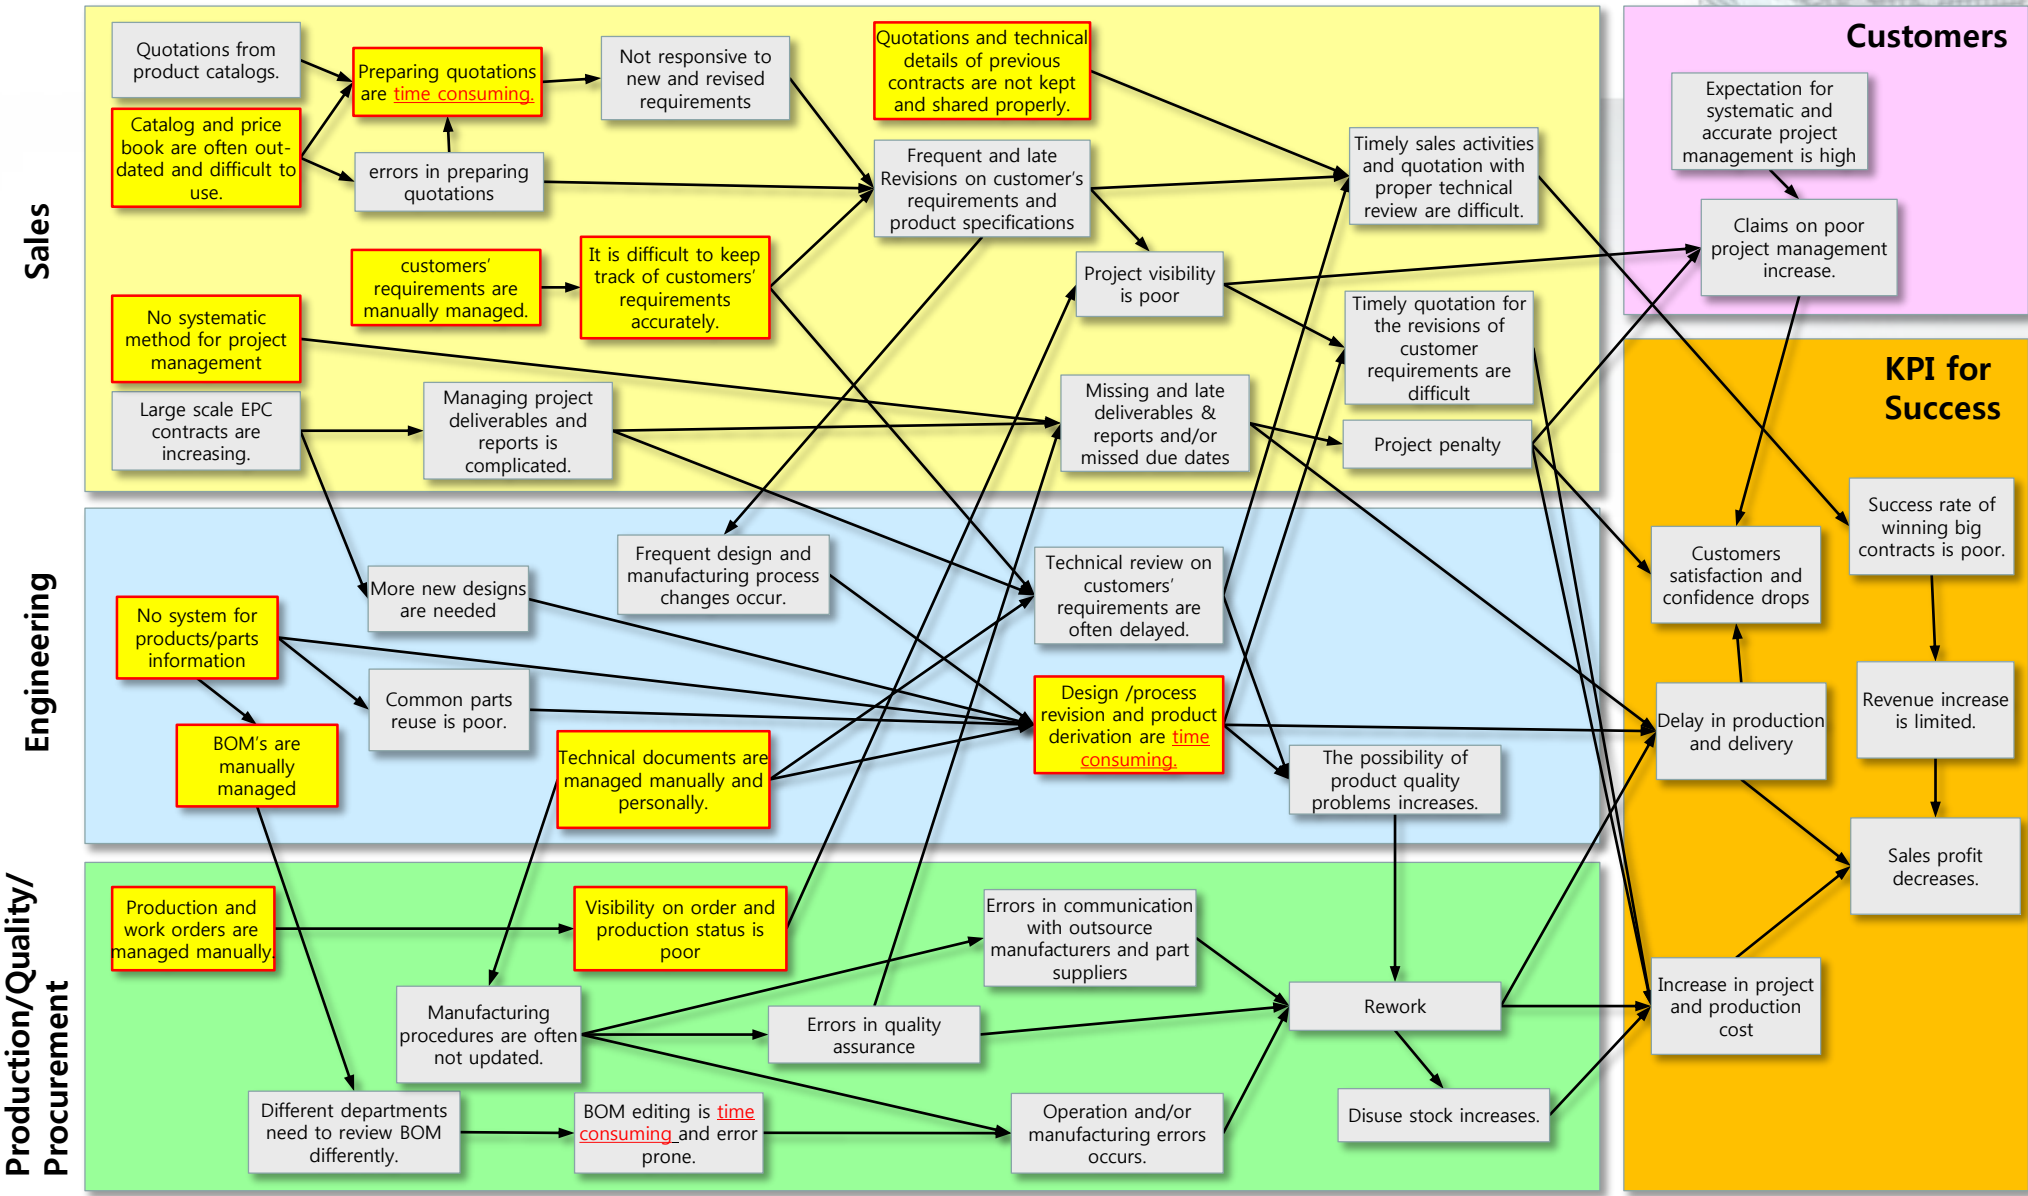 Sales
Quotations from
product catalogs.
Preparing quotations
are time consuming.
Not responsive to
new and revised
requirements
Quotations and technical
details of previous
contracts are not kept
and shared properly.
Catalog and price
book are often out-
dated and difficult to
use.
errors in preparing
quotations
Frequent and late
Revisions on customer's
requirements and
product specifications
Timely sales activities
and quotation with
proper technical
review are difficult.
customers'
requirements are
manually managed.
It is difficult to keep
track of customers'
requirements
accurately.
Project visibility
is poor
No systematic
method for project
management
Timely quotation for
the revisions of
customer
requirements are
difficult
Large scale EPC
contracts are
increasing.
Managing project
deliverables and
reports is
complicated.
Missing and late
deliverables &
reports and/or
missed due dates
Project penalty
Customers
Expectation for
systematic and
accurate project
management is high
Claims on poor
project management
increase.
KPI for
Success
Success rate of
winning big
contracts is poor.
Customers
satisfaction and
confidence drops
Revenue increase
is limited.
Delay in production
and delivery
Sales profit
decreases.
Increase in project
and production
cost
Engineering
Frequent design and
manufacturing process
changes occur.
Technical review on
customers'
requirements are
often delayed.
More new designs
are needed
No system for
products/parts
information
Common parts
reuse is poor.
Design /process
revision and product
derivation are time
consuming.
BOM's are
manually
managed
Technical documents are
managed manually and
personally.
The possibility of
product quality
problems increases.
Production/Quality/
Procurement
Production and
work orders are
managed manually.
Visibility on order and
production status is
poor
Errors in communication
with outsource
manufacturers and part
suppliers
Manufacturing
procedures are often
not updated.
Errors in quality
assurance
Rework
Different departments
need to review BOM
differently.
BOM editing is time
consuming and error
prone.
Operation and/or
manufacturing errors
occurs.
Disuse stock increases.